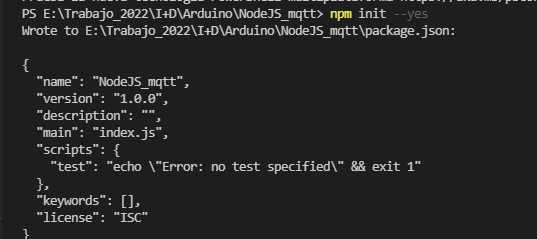 PS E:\Trabajo_2022\I+D\Arduino\NodeJS_mqtt> npm init --yes
Wrote to E:\Trabajo_2022\I+D\Arduino\NodeJS_mqtt\package.json:
{
"name": "NodeJS_mqtt",
"version": "1.0.0",
"description": "",
"main": "index.js",
"scripts": {
"test": "echo \"Error: no test specified\" && exit 1"
},
"keywords": [],
"license": "ISC"
}